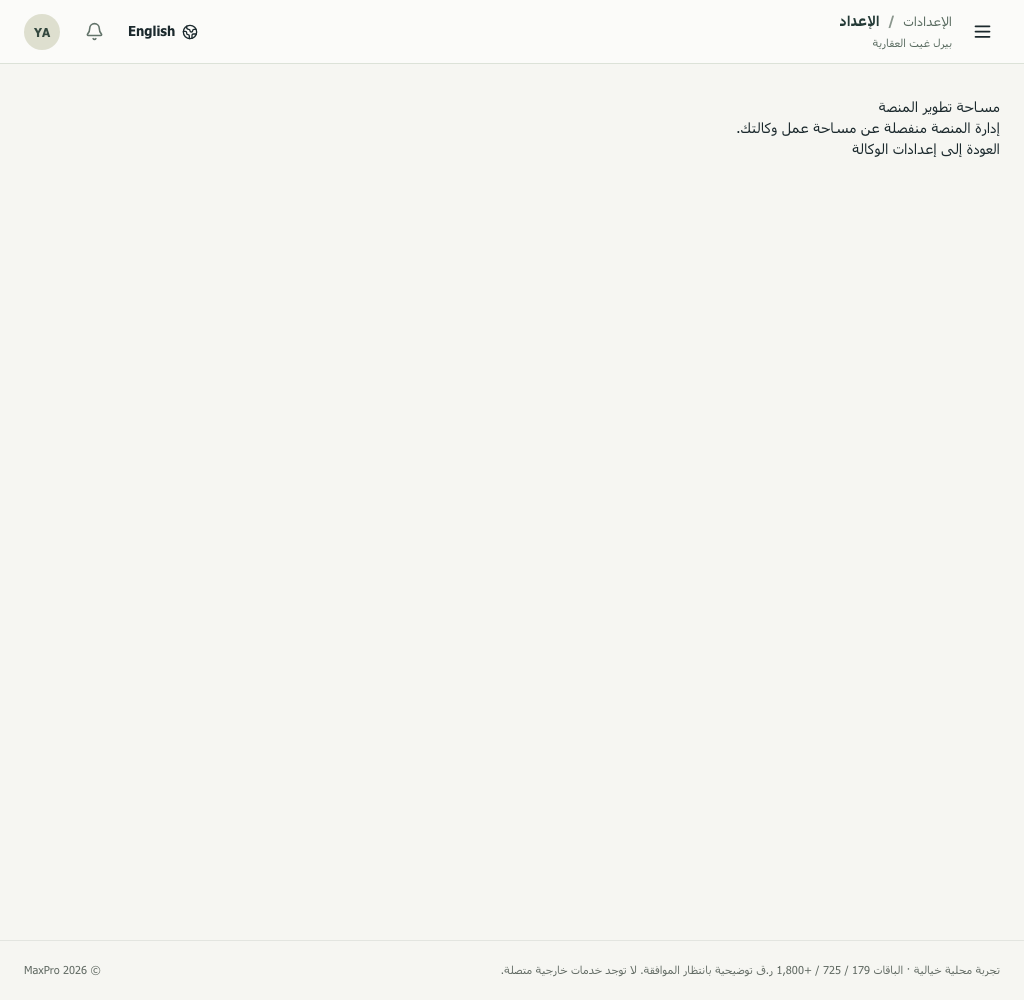 الإعدادات / الإعداد
بيرل غيت العقارية
English
YA
مساحة تطوير المنصة
إدارة المنصة منفصلة عن مساحة عمل وكالتك.
العودة إلى إعدادات الوكالة
تجربة محلية خيالية · الباقات 179 / 725 / 1,800+ ر.ق توضيحية بانتظار الموافقة. لا توجد خدمات خارجية متصلة.
© 2026 MaxPro